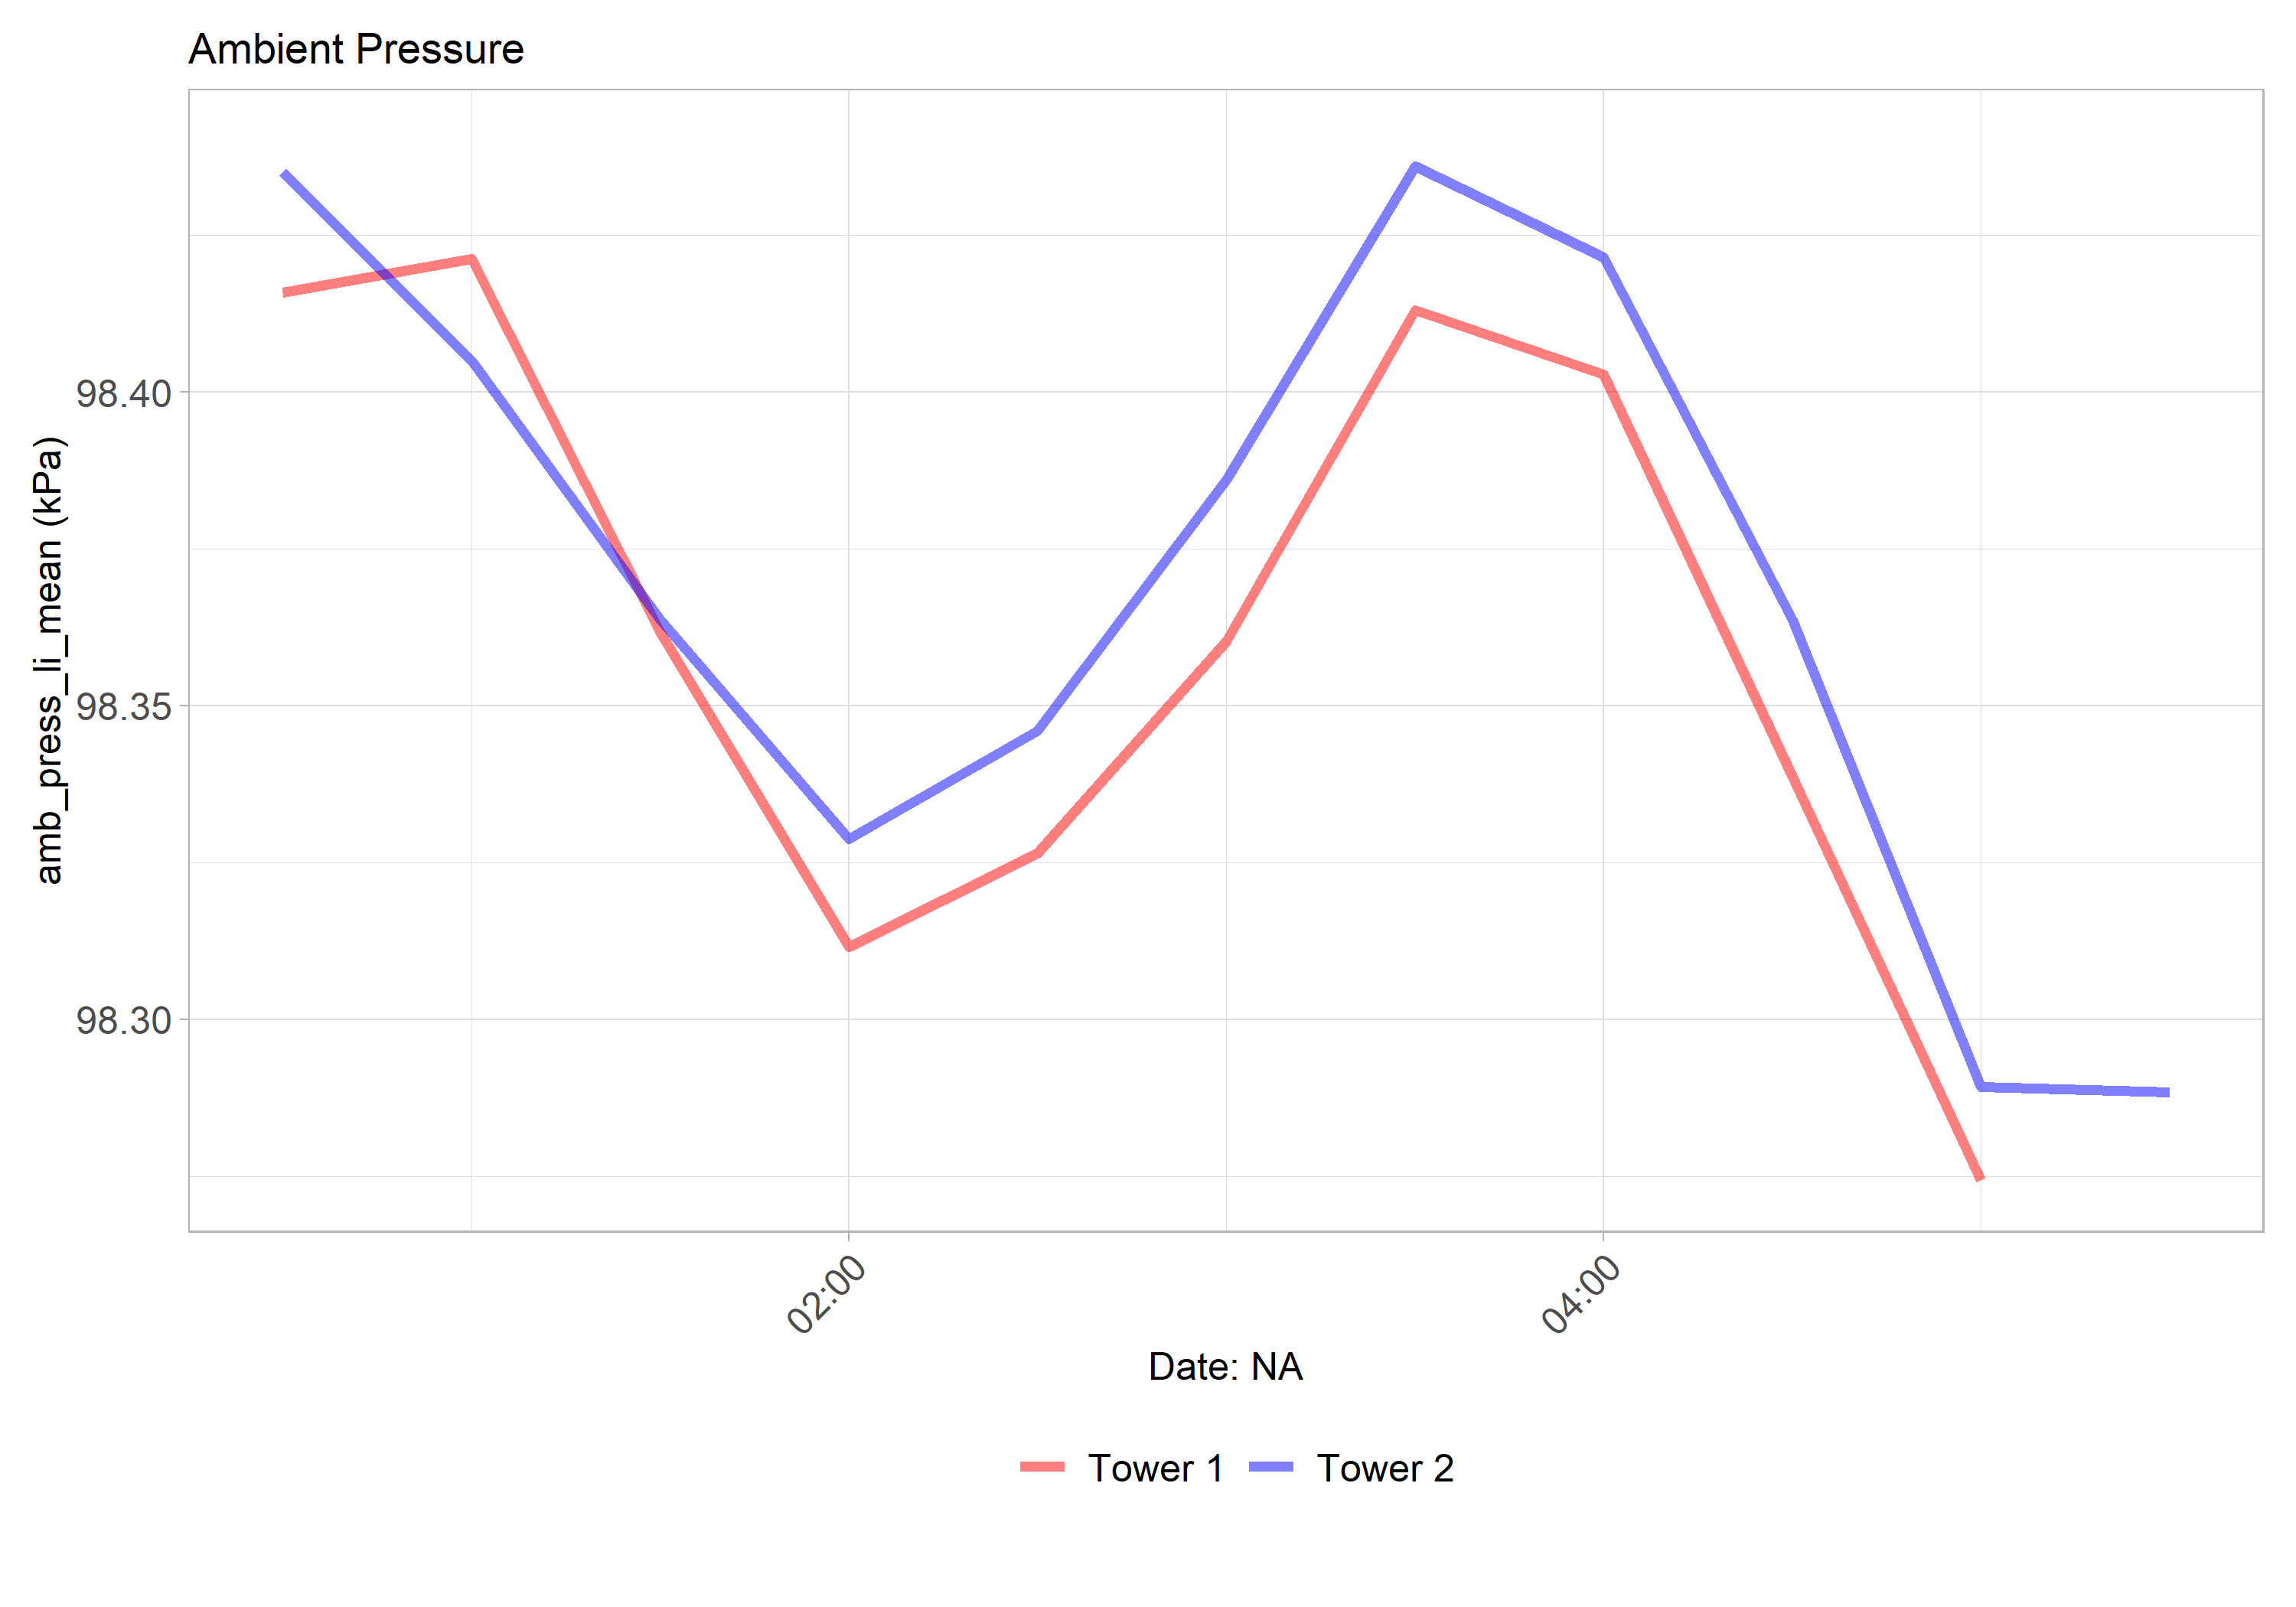 Ambient Pressure
amb_press_li_mean (kPa)
98.40
98.35
98.30
02:00
04:00
Date: NA
Tower 1
Tower 2